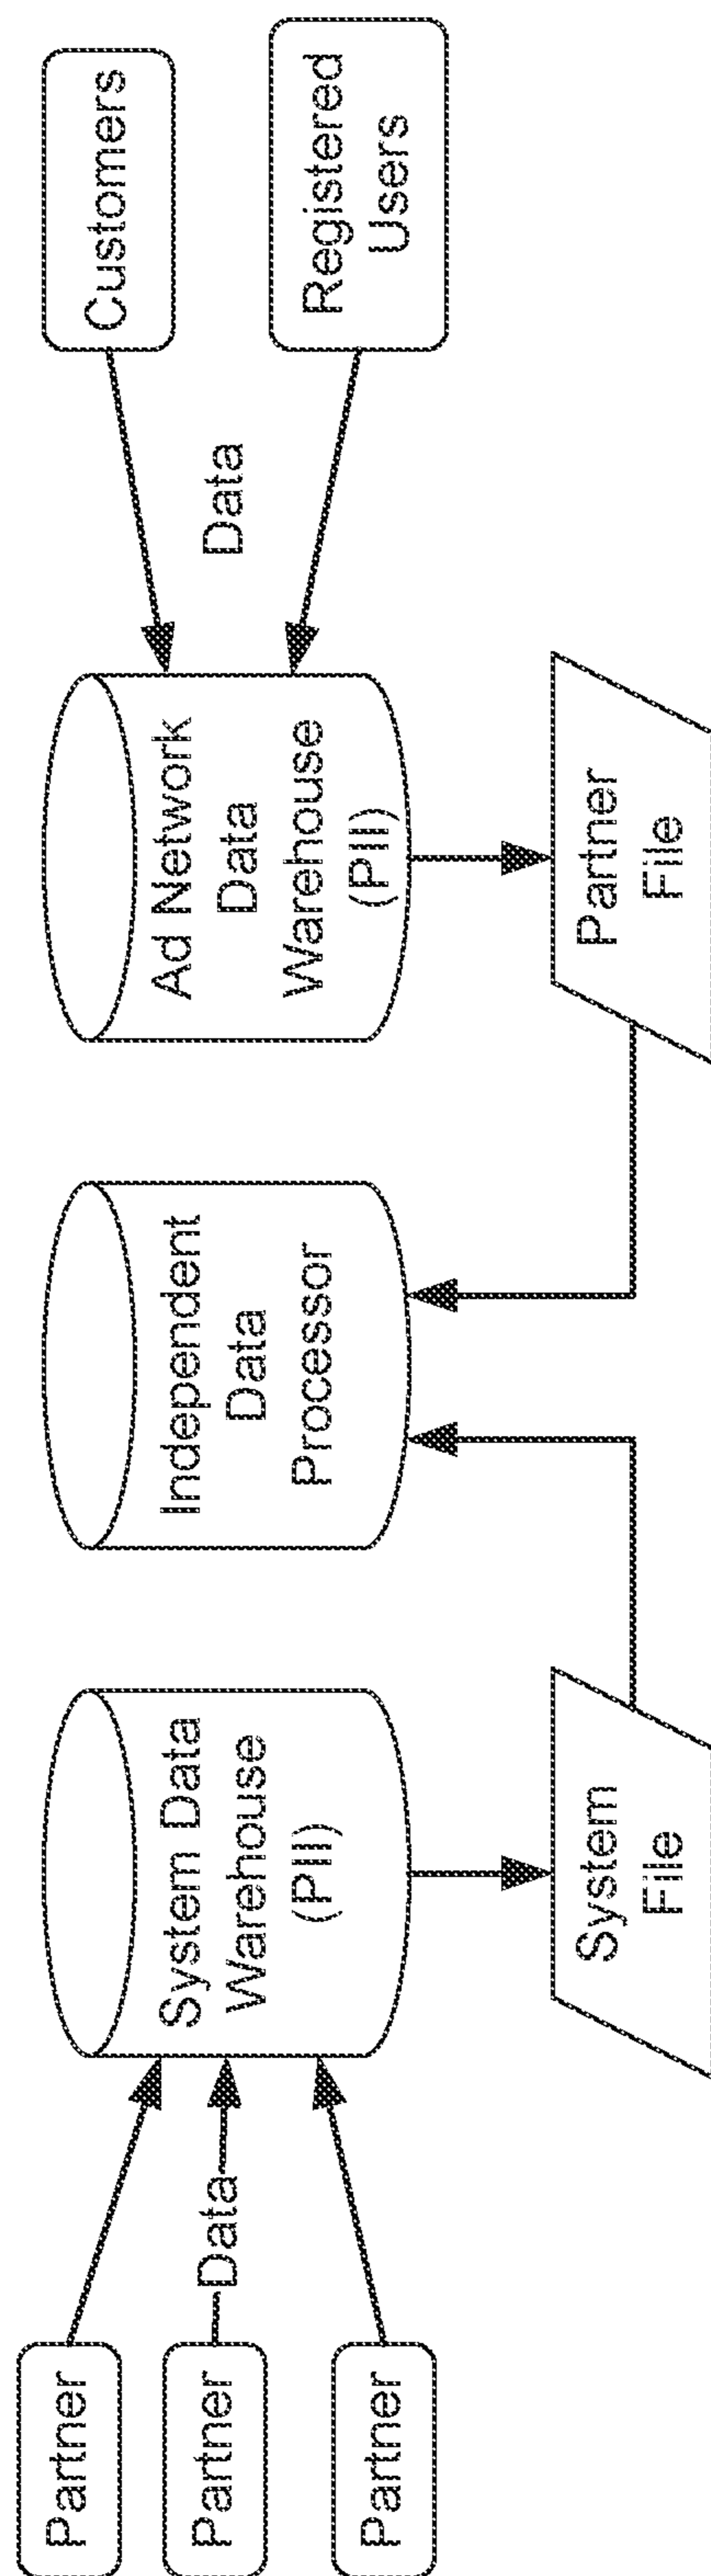 Partner
Partner
Partner
Data
System Data
Warehouse
(PII)
System
File
Independent
Data
Processor
Ad Network
Data
Warehouse
(PII)
Partner
File
Data
Customers
Registered
Users